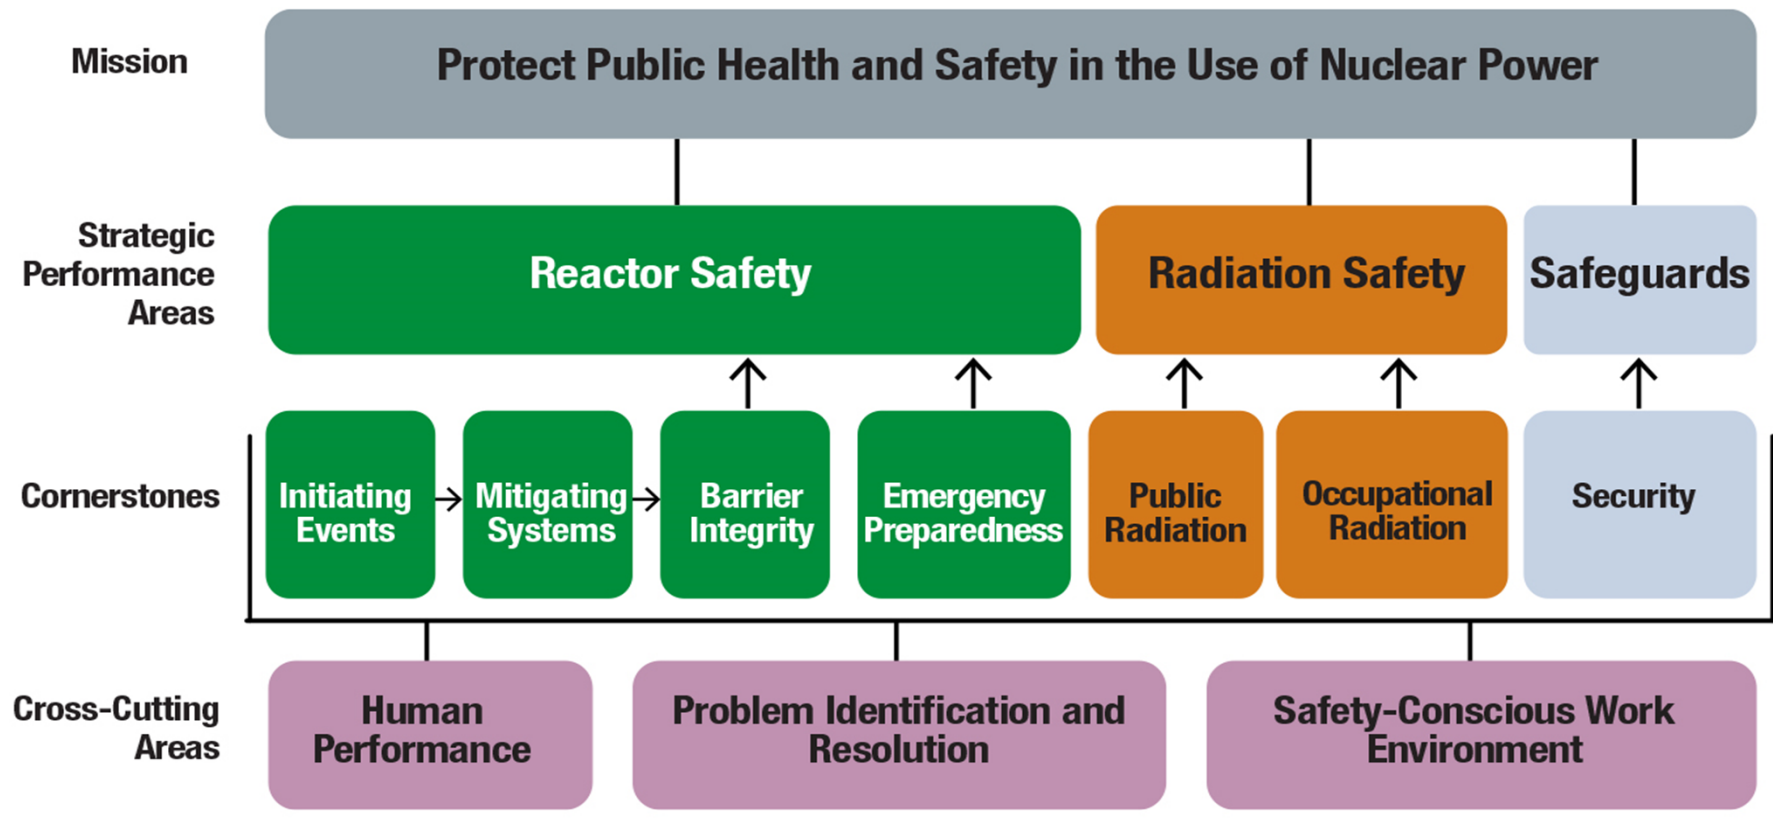 Mission
Protect Public Health and Safety in the Use of Nuclear Power
Strategic
Performance
Areas
Reactor Safety
Radiation Safety
Safeguards
Cornerstones
Initiating
Events
Mitigating
Systems
Barrier
Integrity
Emergency
Preparedness
Public
Radiation
Occupational
Radiation
Security
Cross-Cutting
Areas
Human
Performance
Problem Identification and
Resolution
Safety-Conscious Work
Environment